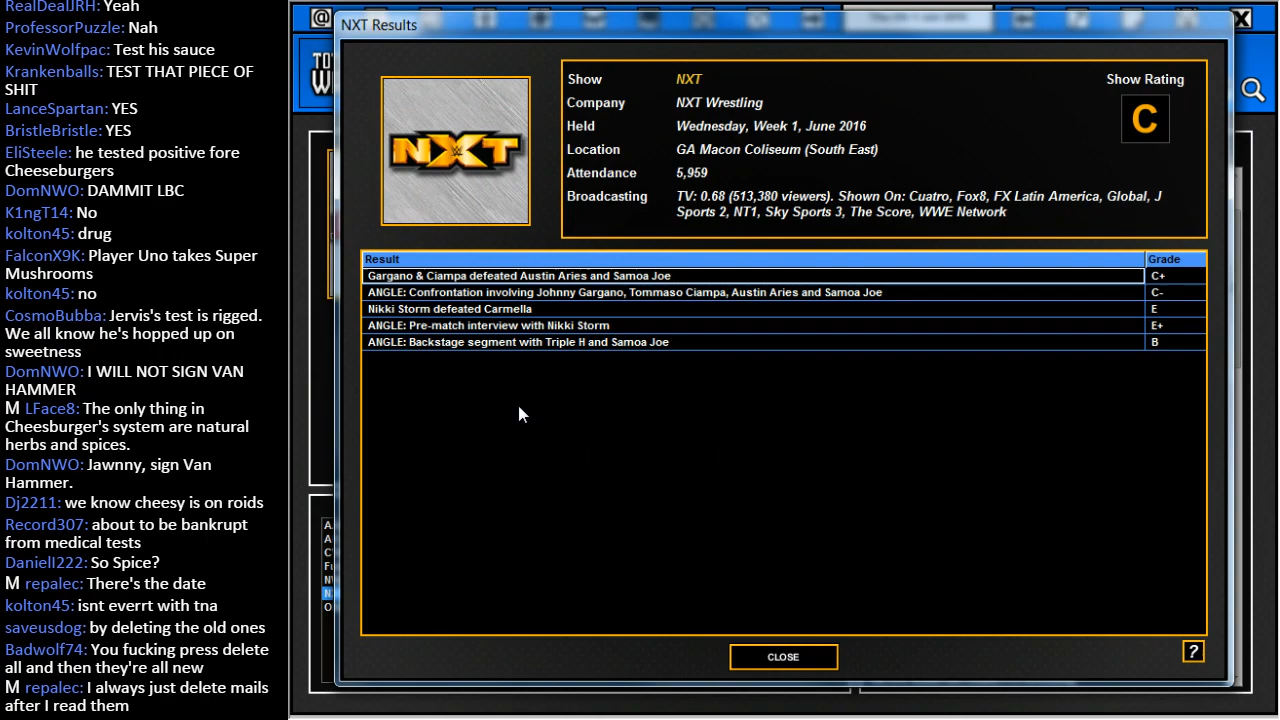 RealDealJRH: Yeah
ProfessorPuzzle: Nah
KevinWolfpac: Test his sauce
Krankenballs: TEST THAT PIECE OF
SHIT
LanceSpartan: YES
BristleBristle: YES
EliSteele: he tested positive fore
Cheeseburgers
DomNWO: DAMMIT LBC
K1ngT14: No
kolton45: drug
FalconX9K: Player Uno takes Super
Mushrooms
kolton45: no
CosmoBubba: Jervis's test is rigged.
We all know he's hopped up on
sweetness
DomNWO: I WILL NOT SIGN VAN
HAMMER
M LFace8: The only thing in
Cheesburger's system are natural
herbs and spices.
DomNWO: Jawnny, sign Van
Hammer.
Dj2211: we know cheesy is on roids
Record307: about to be bankrupt
from medical tests
DanielI222: So Spice?
M repalec: There's the date
kolton45: isnt everrt with tna
saveusdog: by deleting the old ones
Badwolf74: You fucking press delete
all and then they're all new
M repalec: I always just delete mails
after I read them
NXT Results
NXT
Show NXT
Company NXT Wrestling
Held Wednesday, Week 1, June 2016
Location GA Macon Coliseum (South East)
Attendance 5,959
Broadcasting TV: 0.68 (513,380 viewers). Shown On: Cuatro, Fox8, FX Latin America, Global, J
Sports 2, NT1, Sky Sports 3, The Score, WWE Network
Show Rating
C
Result Grade
Gargano & Ciampa defeated Austin Aries and Samoa Joe C+
ANGLE: Confrontation involving Johnny Gargano, Tommaso Ciampa, Austin Aries and Samoa Joe C-
Nikki Storm defeated Carmella E
ANGLE: Pre-match interview with Nikki Storm E+
ANGLE: Backstage segment with Triple H and Samoa Joe B
CLOSE
?